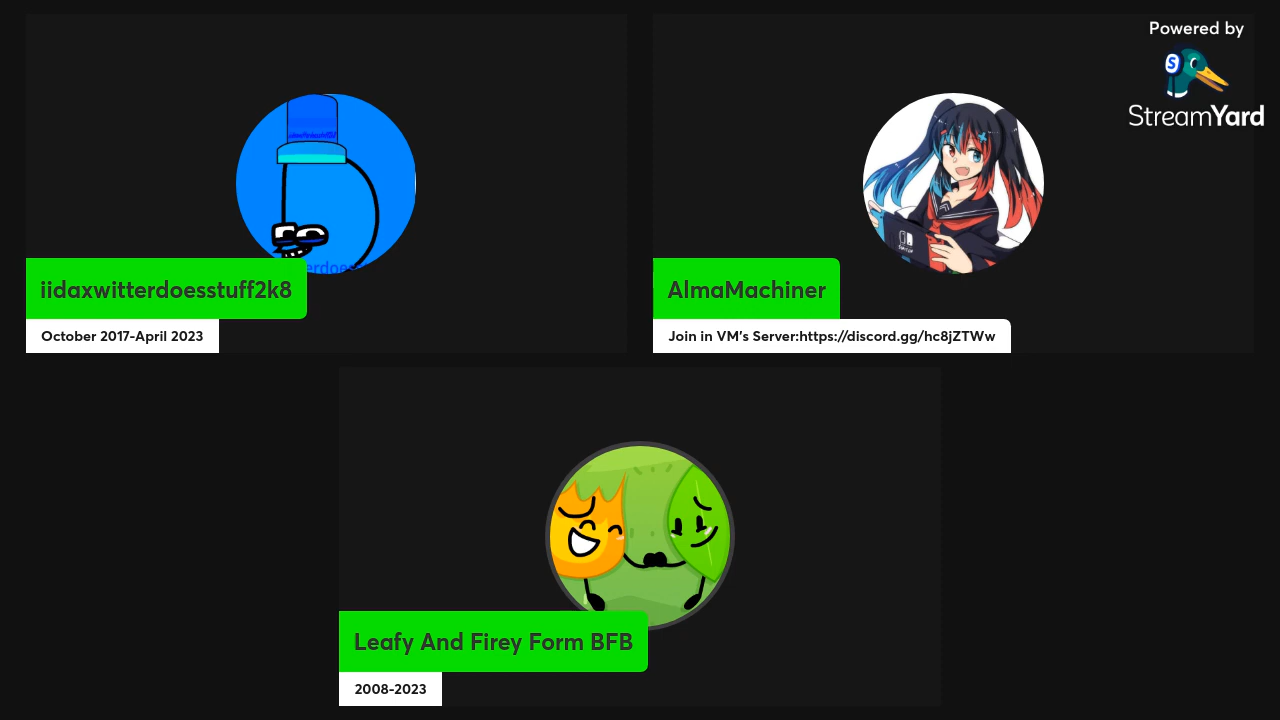 Powered by
S
StreamYard
iidaxwitterdoesstuff2k8
October 2017-April 2023
AlmaMachiner
Join in VM's Server:https://discord.gg/hc8jZTWw
Leafy And Firey Form BFB
2008-2023